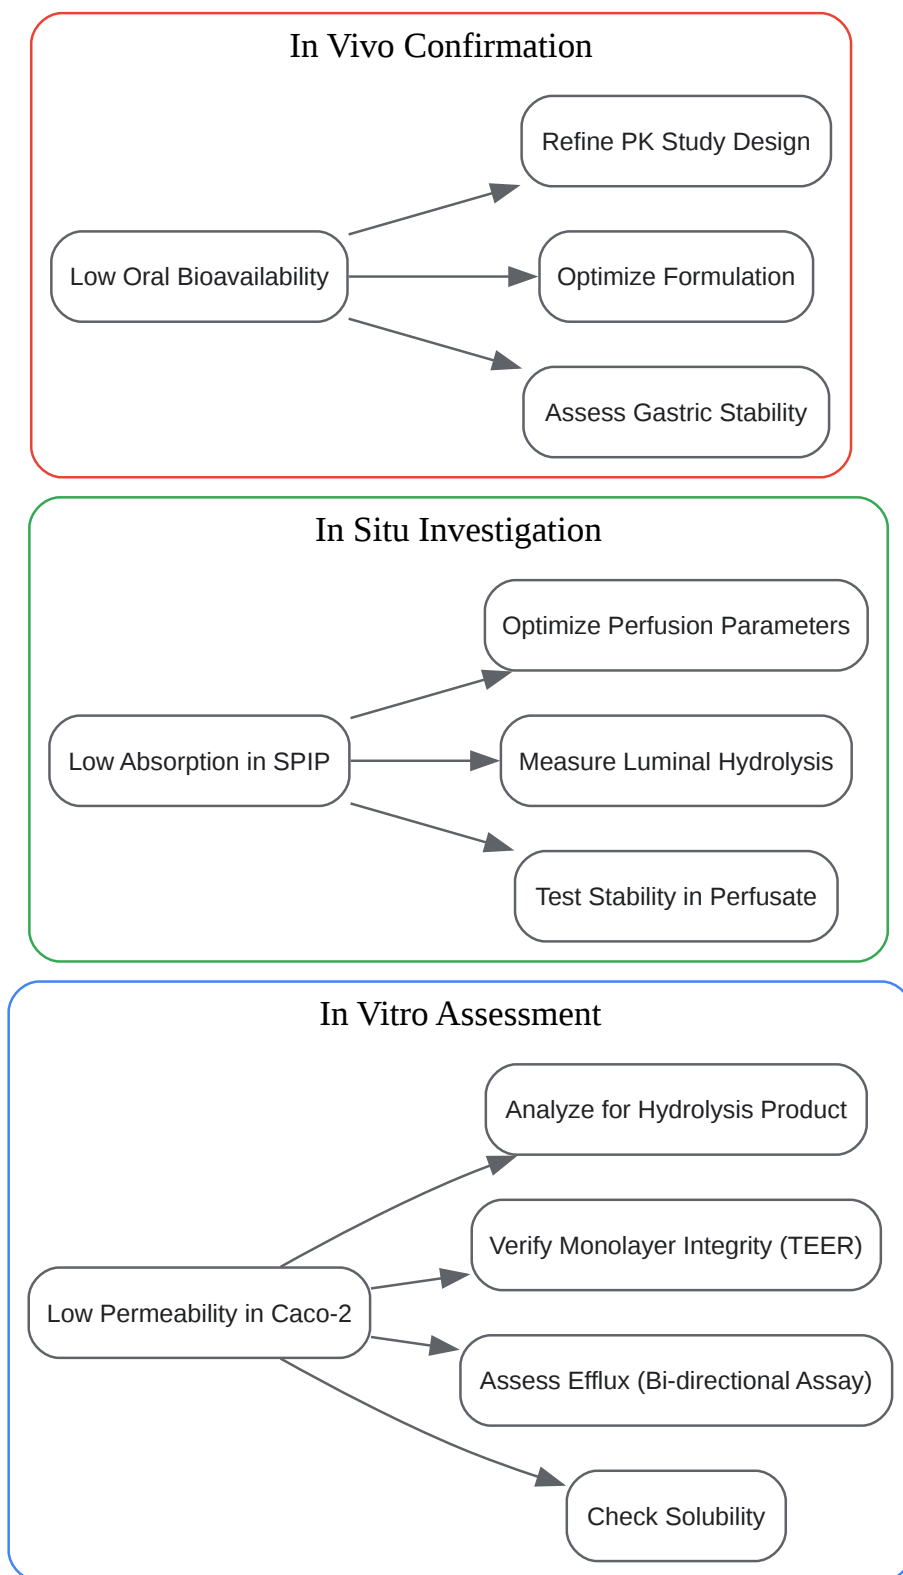 In Vivo Confirmation
Refine PK Study Design
Low Oral Bioavailability
Optimize Formulation
Assess Gastric Stability
In Situ Investigation
Optimize Perfusion Parameters
Low Absorption in SPIP
Measure Luminal Hydrolysis
Test Stability in Perfusate
In Vitro Assessment
Analyze for Hydrolysis Product
Verify Monolayer Integrity (TEER)
Low Permeability in Caco-2
Assess Efflux (Bi-directional Assay)
Check Solubility